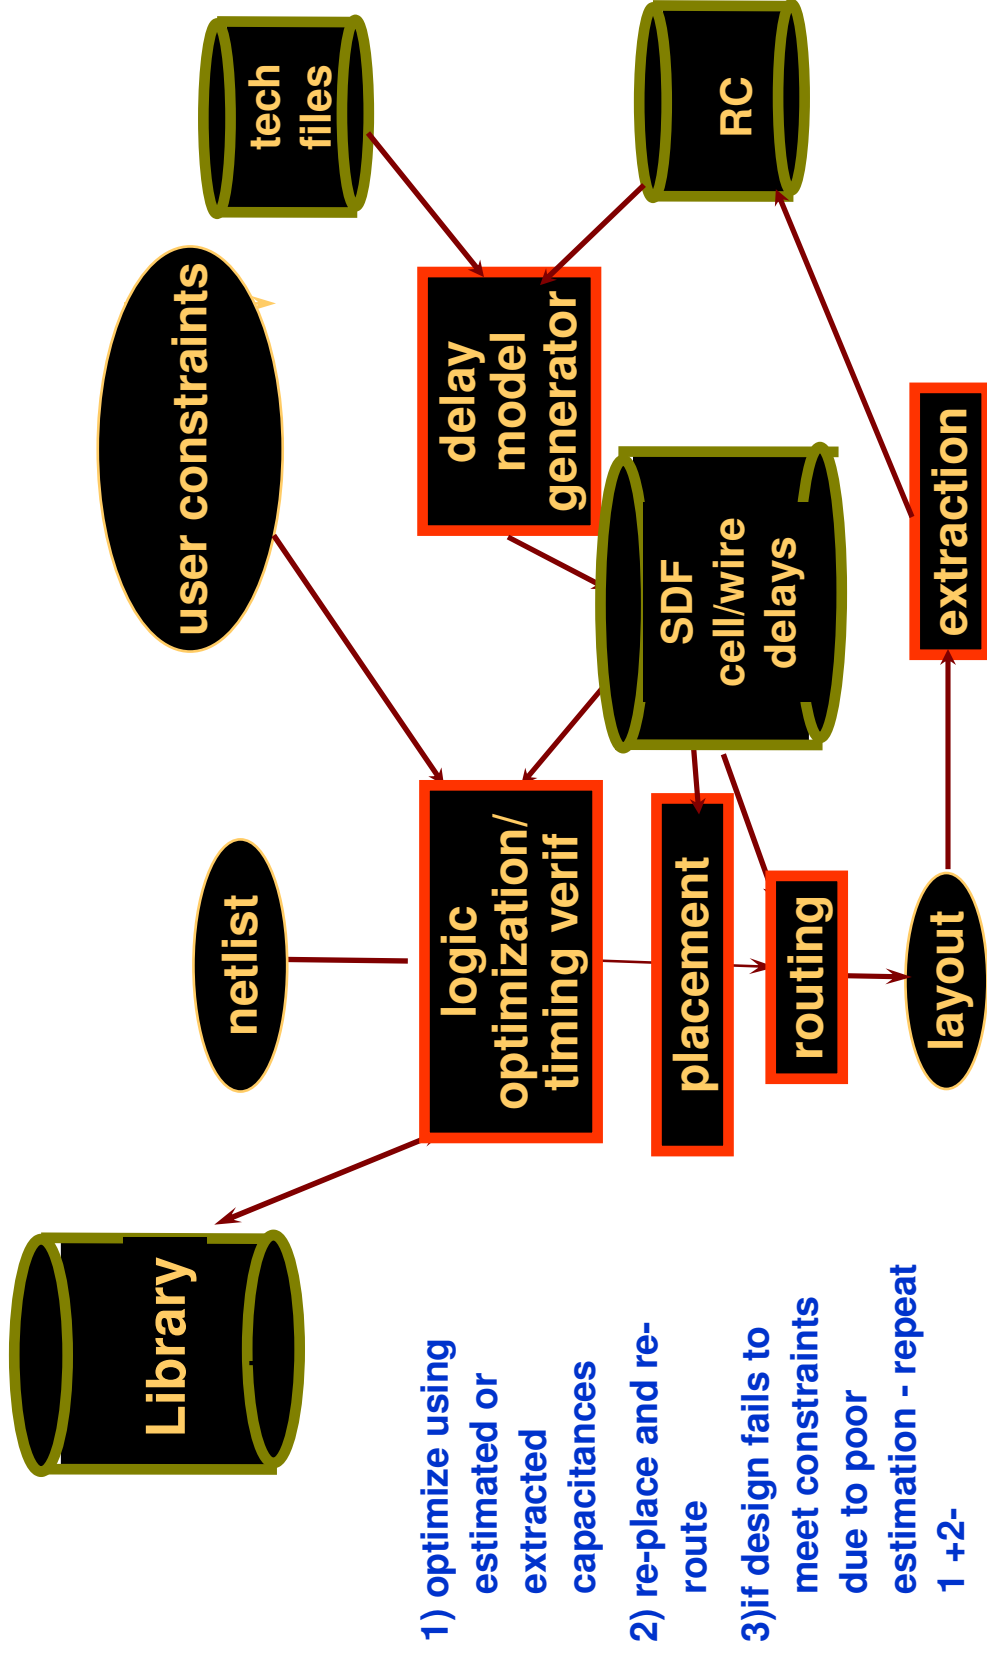 Library
netlist
user constraints
tech
files
logic
optimization/
timing verif
delay
model
generator
RC
SDF
cell/wire
delays
placement
routing
layout
extraction
1) optimize using
estimated or
extracted
capacitances
2) re-place and re-
route
3)if design fails to
meet constraints
due to poor
estimation - repeat
1 +2-